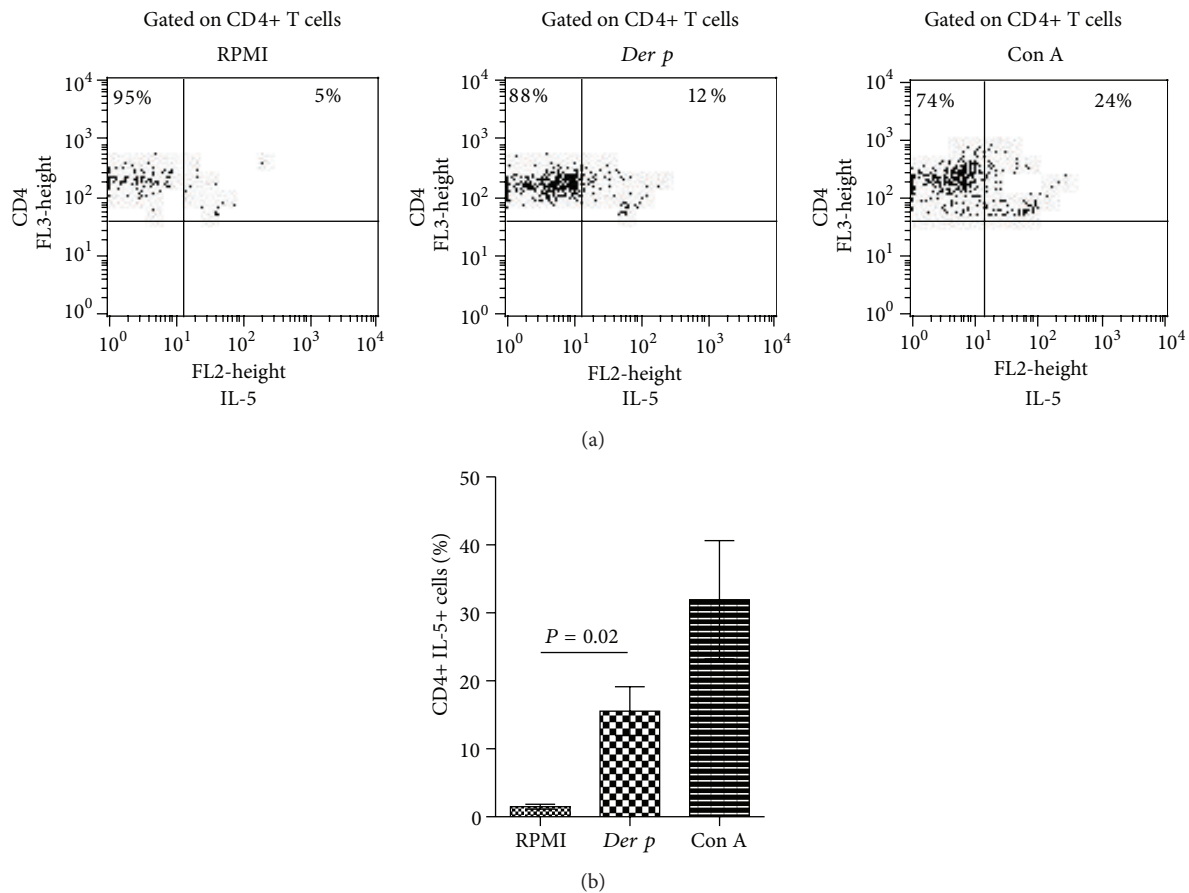 Gated on CD4+ T cells
RPMI
95%
5%
10^4
10^3
10^2
10^1
10^0
CD4
FL3-height
10^0 10^1 10^2 10^3 10^4
FL2-height
IL-5
Gated on CD4+ T cells
Der p
88%
12%
10^4
10^3
10^2
10^1
10^0
CD4
FL3-height
10^0 10^1 10^2 10^3 10^4
FL2-height
IL-5
Gated on CD4+ T cells
Con A
74%
24%
10^4
10^3
10^2
10^1
10^0
CD4
FL3-height
10^0 10^1 10^2 10^3 10^4
FL2-height
IL-5
(a)
50
40
30
20
10
0
CD4+ IL-5+ cells (%)
P = 0.02
RPMI Der p Con A
(b)